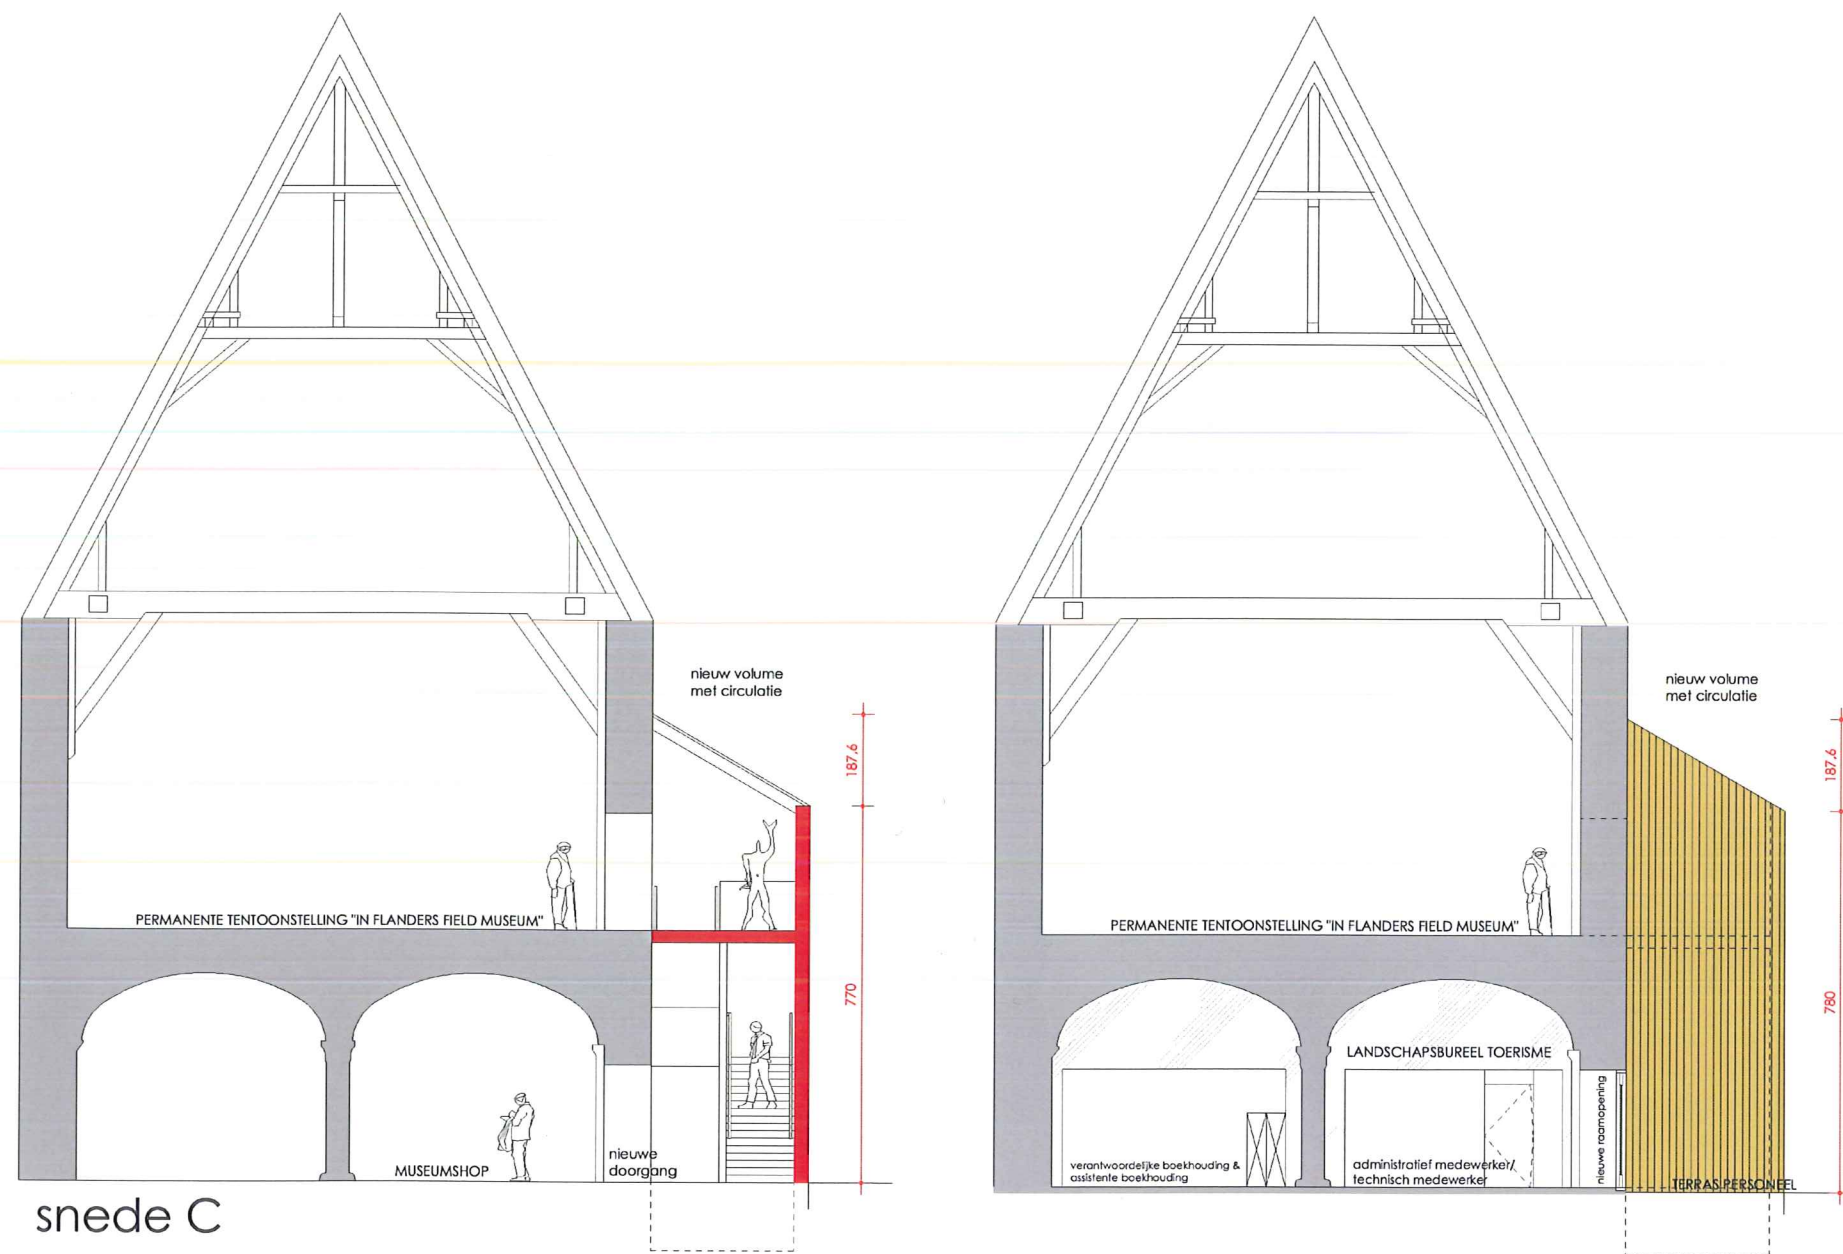 nieuw volume
met circulatie
187.6
PERMANENTE TENTOONSTELLING "IN FLANDERS FIELD MUSEUM"
770
MUSEUMSHOP
nieuwe
doorgang
snede C
nieuw volume
met circulatie
187.6
PERMANENTE TENTOONSTELLING "IN FLANDERS FIELD MUSEUM"
780
LANDSCHAPSBUREEL TOERISME
verantwoordelijke boekhouding &
assistente boekhouding
administratief medewerker/
technisch medewerker
nieuwe raamopening
TERRAS PERSONEEL